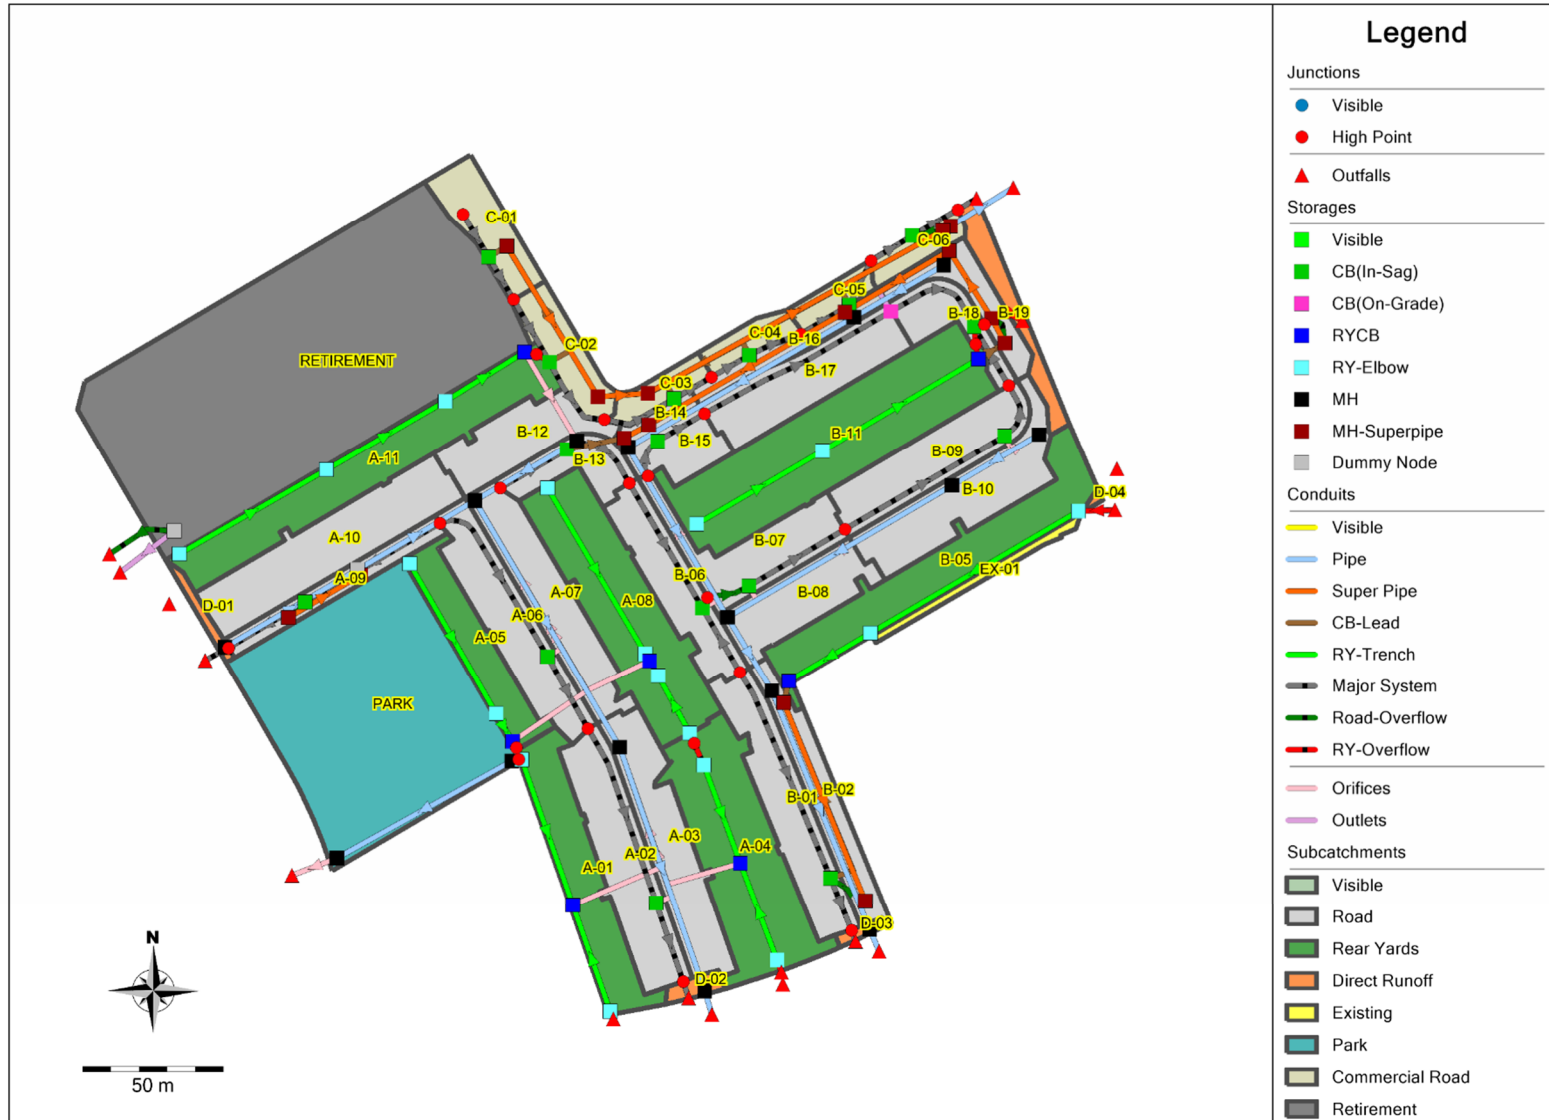 Legend
Junctions
Visible
High Point
Outfalls
Storages
Visible
CB(In-Sag)
CB(On-Grade)
RYCB
RY-Elbow
MH
MH-Superpipe
Dummy Node
Conduits
Visible
Pipe
Super Pipe
CB-Lead
RY-Trench
Major System
Road-Overflow
RY-Overflow
Orifices
Outlets
Subcatchments
Visible
Road
Rear Yards
Direct Runoff
Existing
Park
Commercial Road
Retirement
C-01
C-06
C-05
B-18
B-19
C-04
B-16
C-02
RETIREMENT
B-17
C-03
B-14
B-12
B-15
B-11
B-13
A-11
B-09
B-10
D-04
A-10
B-07
B-05
EX-01
A-09
B-06
A-07
B-08
A-08
D-01
A-06
A-05
PARK
B-02
B-01
A-03
A-04
A-02
A-01
D-03
D-02
N
50 m